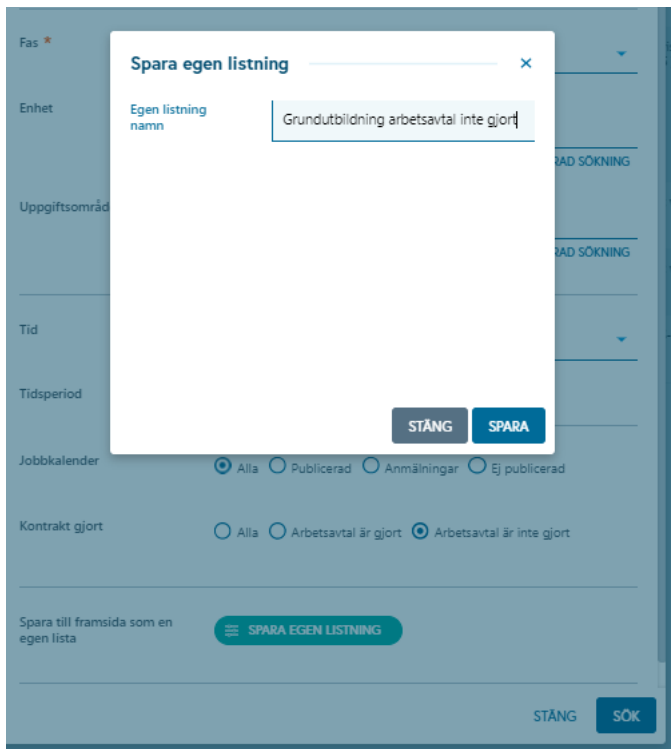 Fas *
Spara egen listning
×
Enhet
Egen listning
namn
Grundutbildning arbetsavtal inte gjort
RAD SÖKNING
Uppgiftsområd
RAD SÖKNING
Tid
Tidsperiod
STÄNG SPARA
Jobbkalender
Alla Publicerad Anmälningar Ej publicerad
Kontrakt gjort
Alla Arbetsavtal är gjort Arbetsavtal är inte gjort
Spara till framsida som en
egen lista
SPARA EGEN LISTNING
STÄNG SÖK